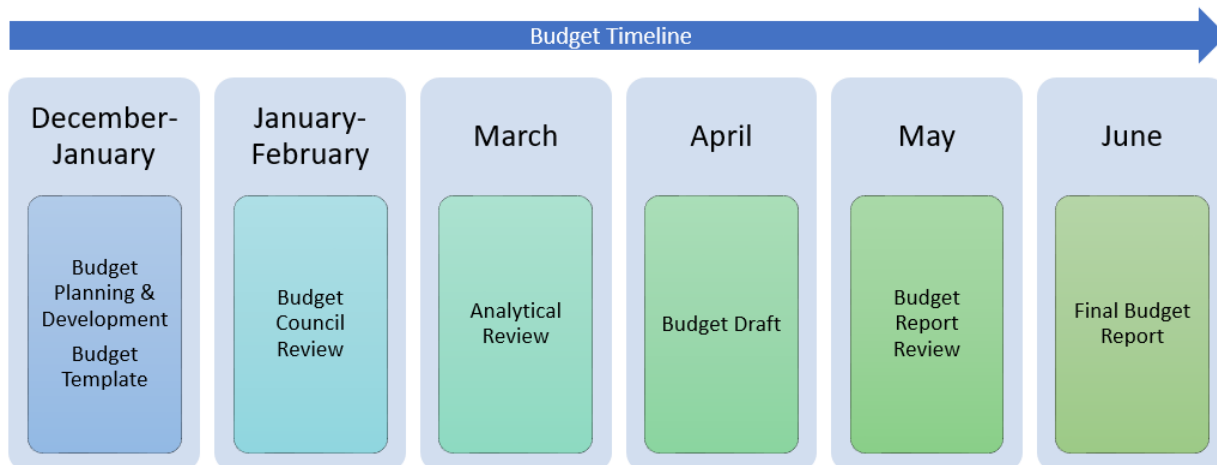 Budget Timeline
December-
January
Budget
Planning &
Development
Budget
Template
January-
February
Budget
Council
Review
March
Analytical
Review
April
Budget Draft
May
Budget
Report
Review
June
Final Budget
Report